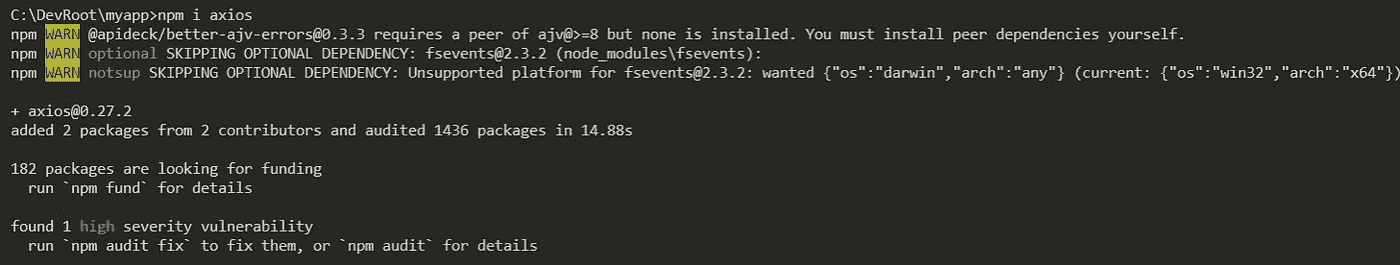 C:\DevRoot\myapp>npm i axios
npm WARN @apideck/better-ajv-errors@0.3.3 requires a peer of ajv@>=8 but none is installed. You must install peer dependencies yourself.
npm WARN optional SKIPPING OPTIONAL DEPENDENCY: fsevents@2.3.2 (node_modules\fsevents):
npm WARN notsup SKIPPING OPTIONAL DEPENDENCY: Unsupported platform for fsevents@2.3.2: wanted {"os":"darwin","arch":"any"} (current: {"os":"win32","arch":"x64"})
+ axios@0.27.2
added 2 packages from 2 contributors and audited 1436 packages in 14.88s
182 packages are looking for funding
run `npm fund` for details
found 1 high severity vulnerability
run `npm audit fix` to fix them, or `npm audit` for details